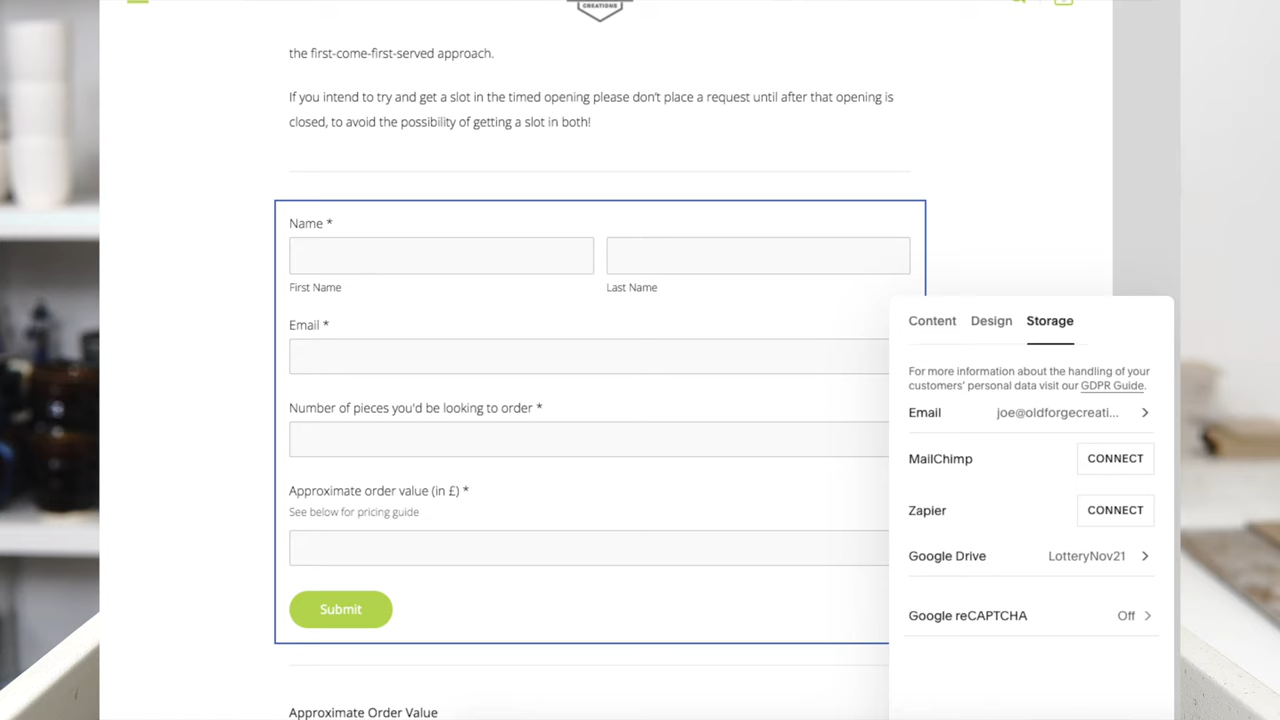 CREATIONS
the first-come-first-served approach.
If you intend to try and get a slot in the timed opening please don't place a request until after that opening is
closed, to avoid the possibility of getting a slot in both!
Name *
First Name
Last Name
Email *
Number of pieces you'd be looking to order *
Approximate order value (in £) *
See below for pricing guide
Submit
Approximate Order Value
Content Design Storage
For more information about the handling of your
customers' personal data visit our GDPR Guide.
Email joe@oldforgecreati...
MailChimp CONNECT
Zapier CONNECT
Google Drive LotteryNov21
Google reCAPTCHA Off